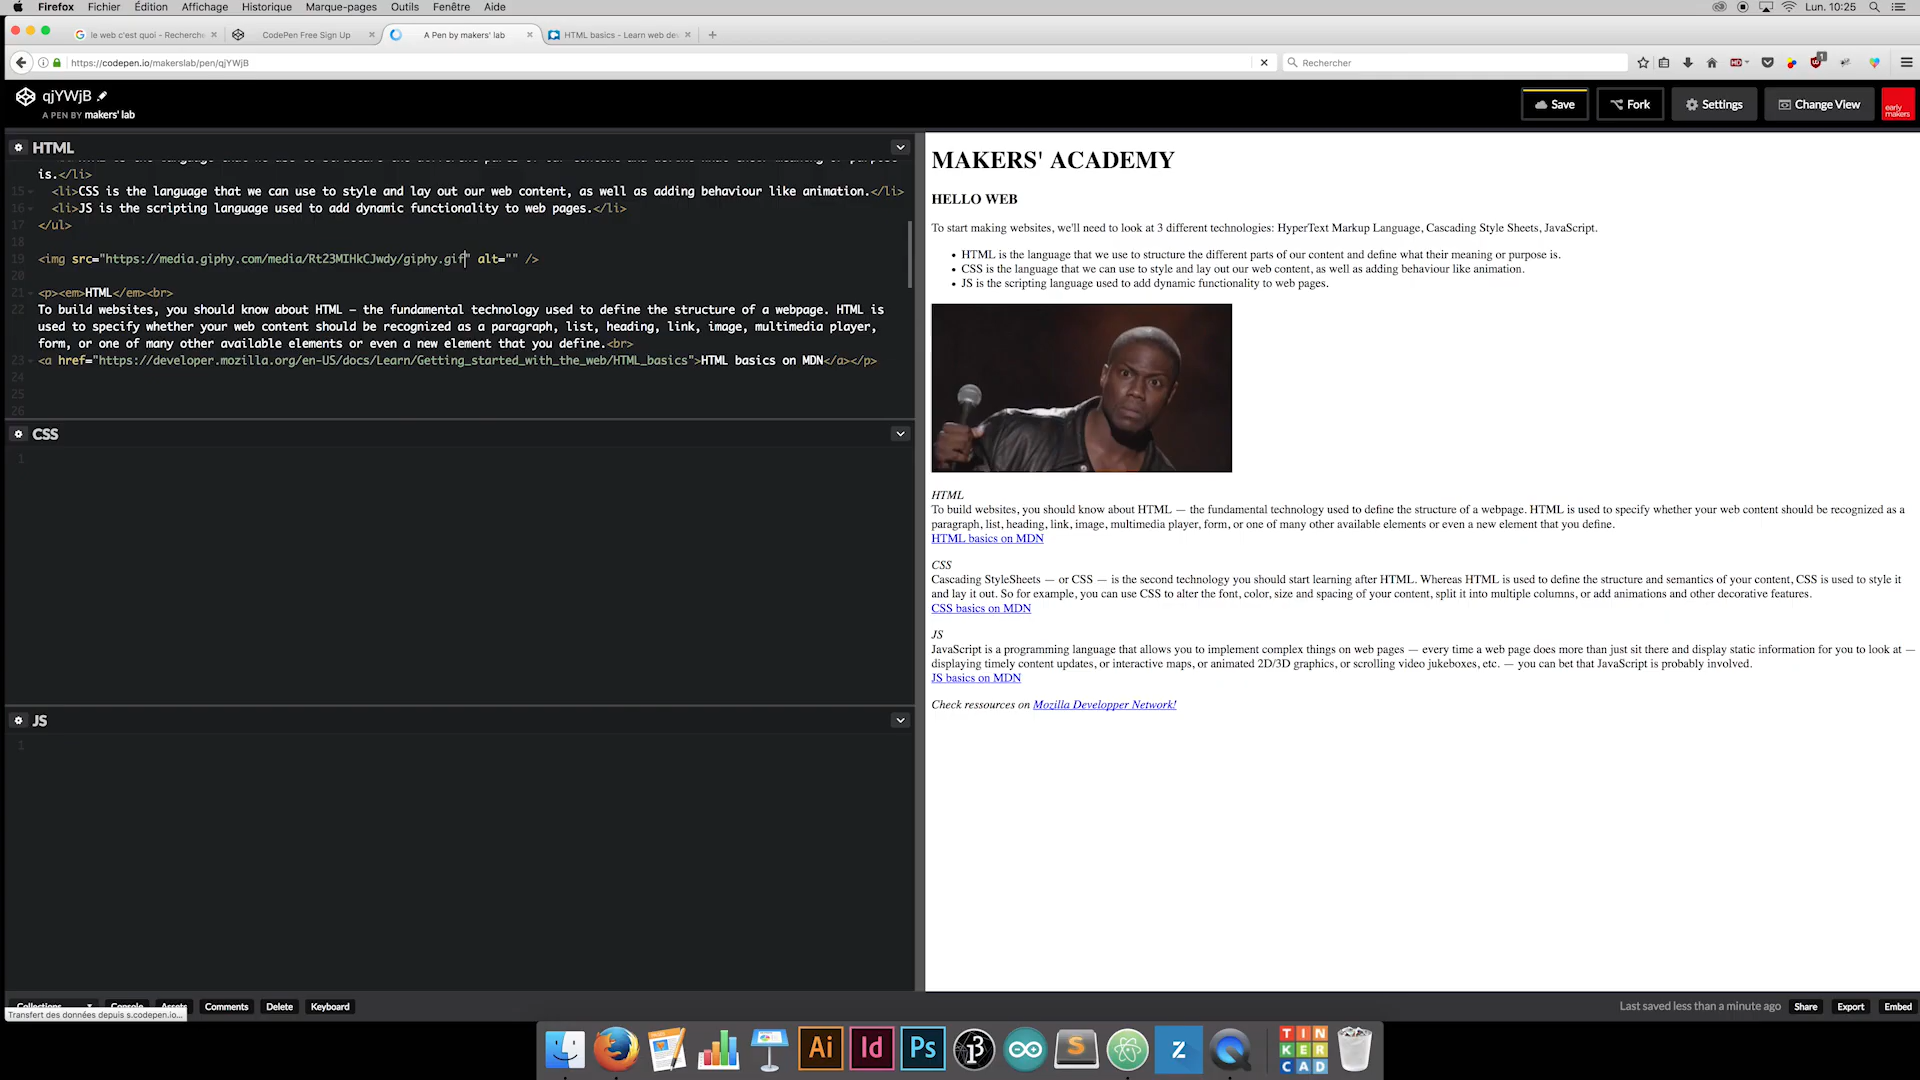 Firefox Fichier Édition Affichage Historique Marque-pages Outils Fenêtre Aide Lun. 10:25
le web c'est quoi - Recherche
CodePen Free Sign Up
A Pen by makers' lab
HTML basics - Learn web de
https://codepen.io/makerslab/pen/qjYWjB
Rechercher
qjYWjB
A PEN BY makers' lab
Save
Fork
Settings
Change View
early makers
HTML
is.</li>
15 <li>CSS is the language that we can use to style and lay out our web content, as well as adding behaviour like animation.</li>
16 <li>JS is the scripting language used to add dynamic functionality to web pages.</li>
17 </ul>
18
19 <img src="https://media.giphy.com/media/Rt23MIHkCJwdy/giphy.gif" alt="" />
20
21 <p><em>HTML</em><br>
22 To build websites, you should know about HTML — the fundamental technology used to define the structure of a webpage. HTML is
used to specify whether your web content should be recognized as a paragraph, list, heading, link, image, multimedia player,
form, or one of many other available elements or even a new element that you define.<br>
23 <a href="https://developer.mozilla.org/en-US/docs/Learn/Getting_started_with_the_web/HTML_basics">HTML basics on MDN</a></p>
24
25
26
CSS
1
JS
1
MAKERS' ACADEMY
HELLO WEB
To start making websites, we'll need to look at 3 different technologies: HyperText Markup Language, Cascading Style Sheets, JavaScript.
• HTML is the language that we use to structure the different parts of our content and define what their meaning or purpose is.
• CSS is the language that we can use to style and lay out our web content, as well as adding behaviour like animation.
• JS is the scripting language used to add dynamic functionality to web pages.
HTML
To build websites, you should know about HTML — the fundamental technology used to define the structure of a webpage. HTML is used to specify whether your web content should be recognized as a
paragraph, list, heading, link, image, multimedia player, form, or one of many other available elements or even a new element that you define.
HTML basics on MDN
CSS
Cascading StyleSheets — or CSS — is the second technology you should start learning after HTML. Whereas HTML is used to define the structure and semantics of your content, CSS is used to style it
and lay it out. So for example, you can use CSS to alter the font, color, size and spacing of your content, split it into multiple columns, or add animations and other decorative features.
CSS basics on MDN
JS
JavaScript is a programming language that allows you to implement complex things on web pages — every time a web page does more than just sit there and display static information for you to look at —
displaying timely content updates, or interactive maps, or animated 2D/3D graphics, or scrolling video jukeboxes, etc. — you can bet that JavaScript is probably involved.
JS basics on MDN
Check ressources on Mozilla Developper Network!
Collections Console Assets Comments Delete Keyboard
Last saved less than a minute ago Share Export Embed
Transfert des données depuis s.codepen.io...
Ai Id Ps S Z
TINKERCAD